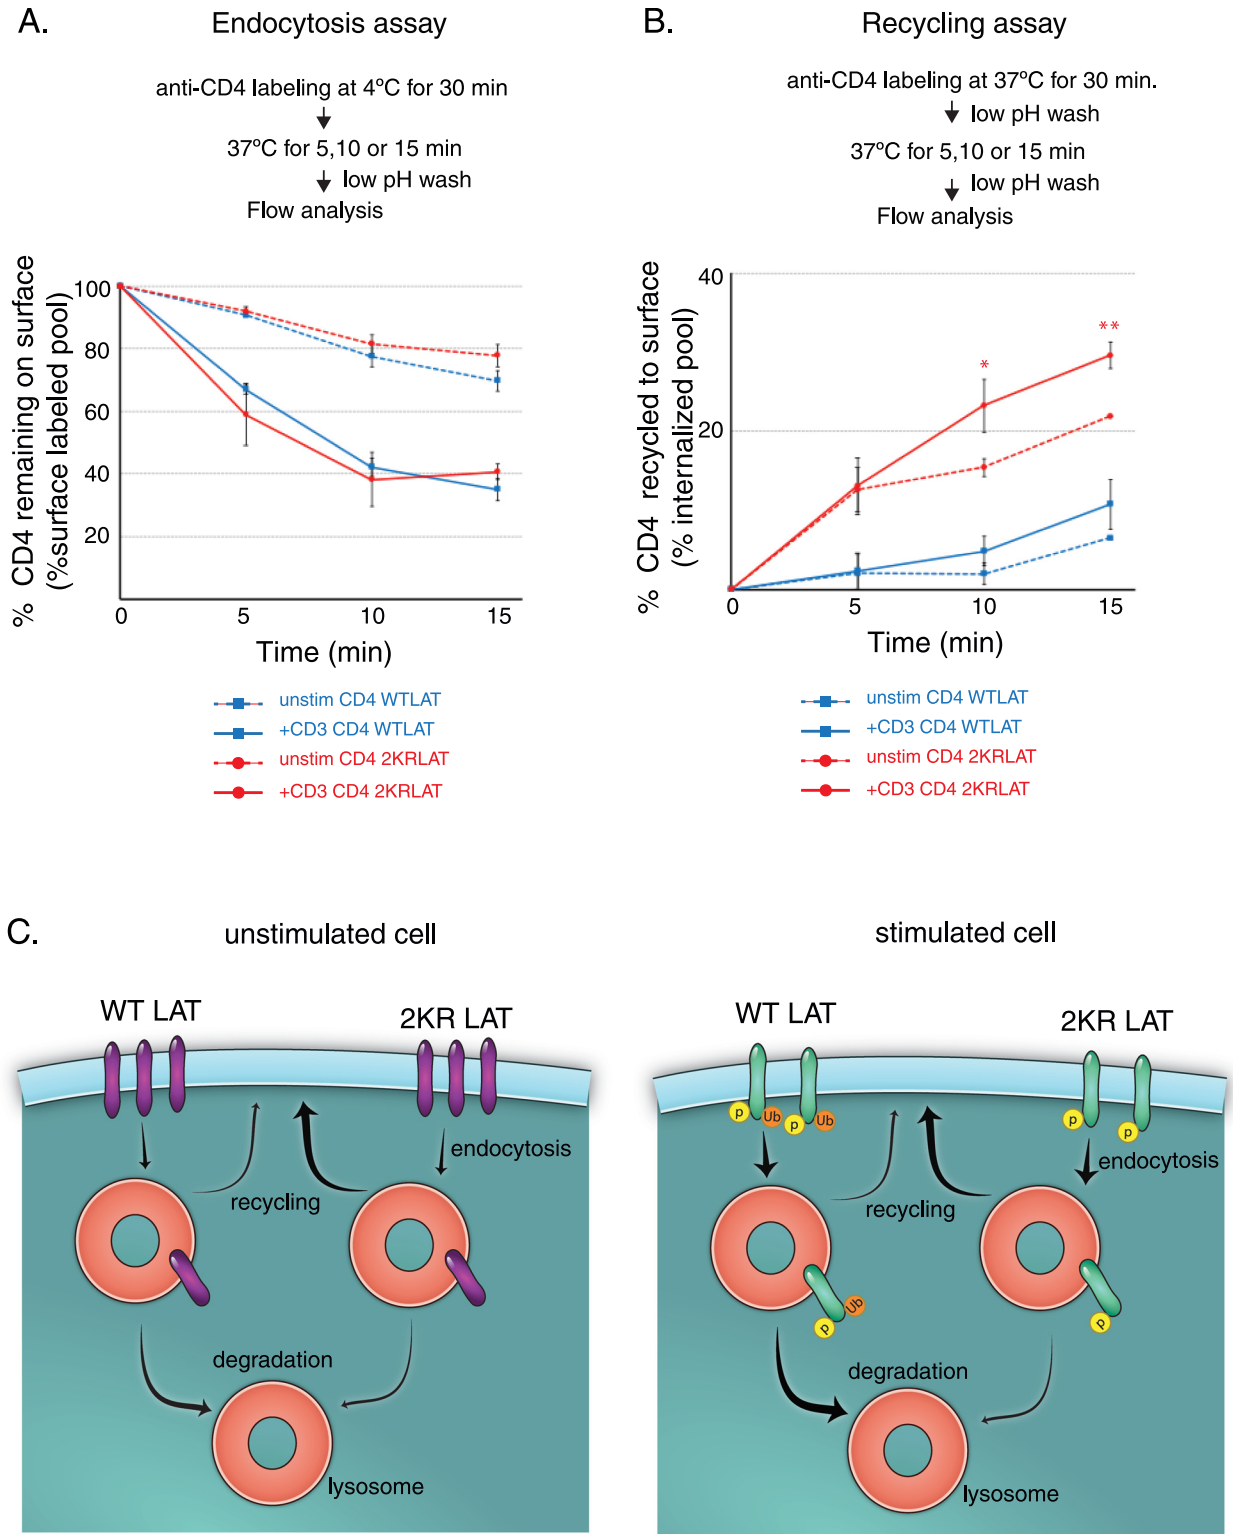 A.
Endocytosis assay
anti-CD4 labeling at 4ºC for 30 min
37ºC for 5,10 or 15 min
low pH wash
Flow analysis
% CD4 remaining on surface
(%surface labeled pool)
100
80
60
40
20
0
5
10
15
Time (min)
unstim CD4 WTLAT
+CD3 CD4 WTLAT
unstim CD4 2KRLAT
+CD3 CD4 2KRLAT
B.
Recycling assay
anti-CD4 labeling at 37ºC for 30 min.
low pH wash
37ºC for 5,10 or 15 min
low pH wash
Flow analysis
% CD4 recycled to surface
(% internalized pool)
40
20
*
**
0
5
10
15
Time (min)
unstim CD4 WTLAT
+CD3 CD4 WTLAT
unstim CD4 2KRLAT
+CD3 CD4 2KRLAT
C.
unstimulated cell
WT LAT
2KR LAT
endocytosis
recycling
degradation
lysosome
stimulated cell
WT LAT
2KR LAT
p
Ub
p
Ub
p
p
endocytosis
recycling
Ub
p
p
degradation
lysosome